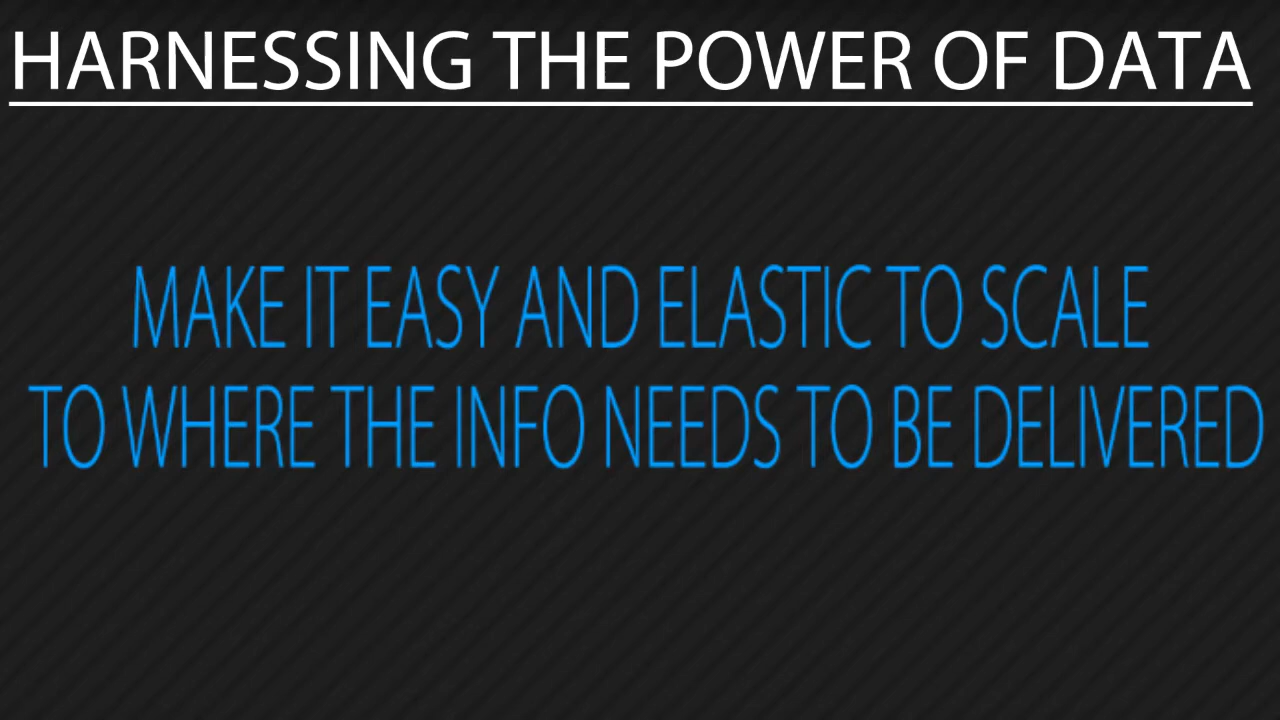 HARNESSING THE POWER OF DATA
MAKE IT EASY AND ELASTIC TO SCALE
TO WHERE THE INFO NEEDS TO BE DELIVERED